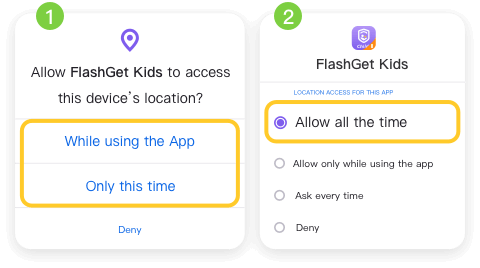 1
Allow FlashGet Kids to access
this device's location?
While using the App
Only this time
Deny
2
FlashGet Kids
LOCATION ACCESS FOR THIS APP
Allow all the time
Allow only while using the app
Ask every time
Deny